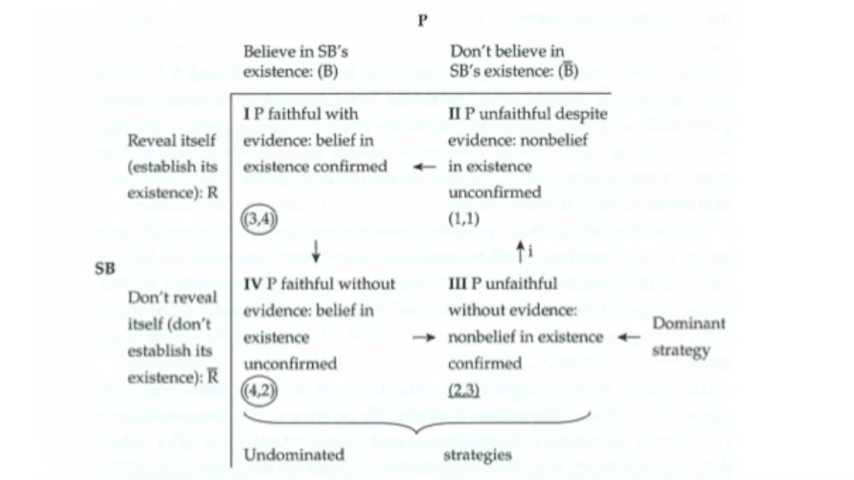 P
Believe in SB's
existence: (B)
Don't believe in
SB's existence: (B̅)
Reveal itself
(establish its
existence): R
I P faithful with
evidence: belief in
existence confirmed
(3,4)
←
II P unfaithful despite
evidence: nonbelief
in existence
unconfirmed
(1,1)
↓
↑i
SB
Don't reveal
itself (don't
establish its
existence): R̅
IV P faithful without
evidence: belief in
existence
unconfirmed
(4,2)
→
III P unfaithful
without evidence:
nonbelief in existence
confirmed
(2,3)
←
Dominant
strategy
Undominated strategies